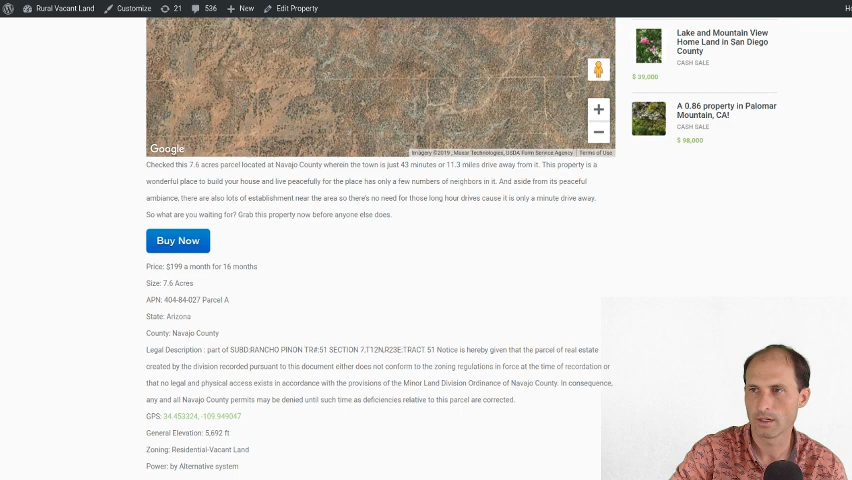 Rural Vacant Land Customize 21 536 New Edit Property
Lake and Mountain View
Home Land in San Diego
County
CASH SALE
$ 39,000
A 0.86 property in Palomar
Mountain, CA!
CASH SALE
$ 98,000
Google
Imagery ©2019 , Maxar Technologies, USDA Farm Service Agency Terms of Use
Checked this 7.6 acres parcel located at Navajo County wherein the town is just 43 minutes or 11.3 miles drive away from it. This property is a
wonderful place to build your house and live peacefully for the place has only a few numbers of neighbors in it. And aside from its peaceful
ambiance, there are also lots of establishment near the area so there's no need for those long hour drives cause it is only a minute drive away.
So what are you waiting for? Grab this property now before anyone else does.
Buy Now
Price: $199 a month for 16 months
Size: 7.6 Acres
APN: 404-84-027 Parcel A
State: Arizona
County: Navajo County
Legal Description : part of SUBD:RANCHO PINON TR#:51 SECTION 7,T12N,R23E:TRACT 51 Notice is hereby given that the parcel of real estate
created by the division recorded pursuant to this document either does not conform to the zoning regulations in force at the time of recordation or
that no legal and physical access exists in accordance with the provisions of the Minor Land Division Ordinance of Navajo County. In consequence,
any and all Navajo County permits may be denied until such time as deficiencies relative to this parcel are corrected.
GPS: 34.453324, -109.949047
General Elevation: 5,692 ft
Zoning: Residential-Vacant Land
Power: by Alternative system